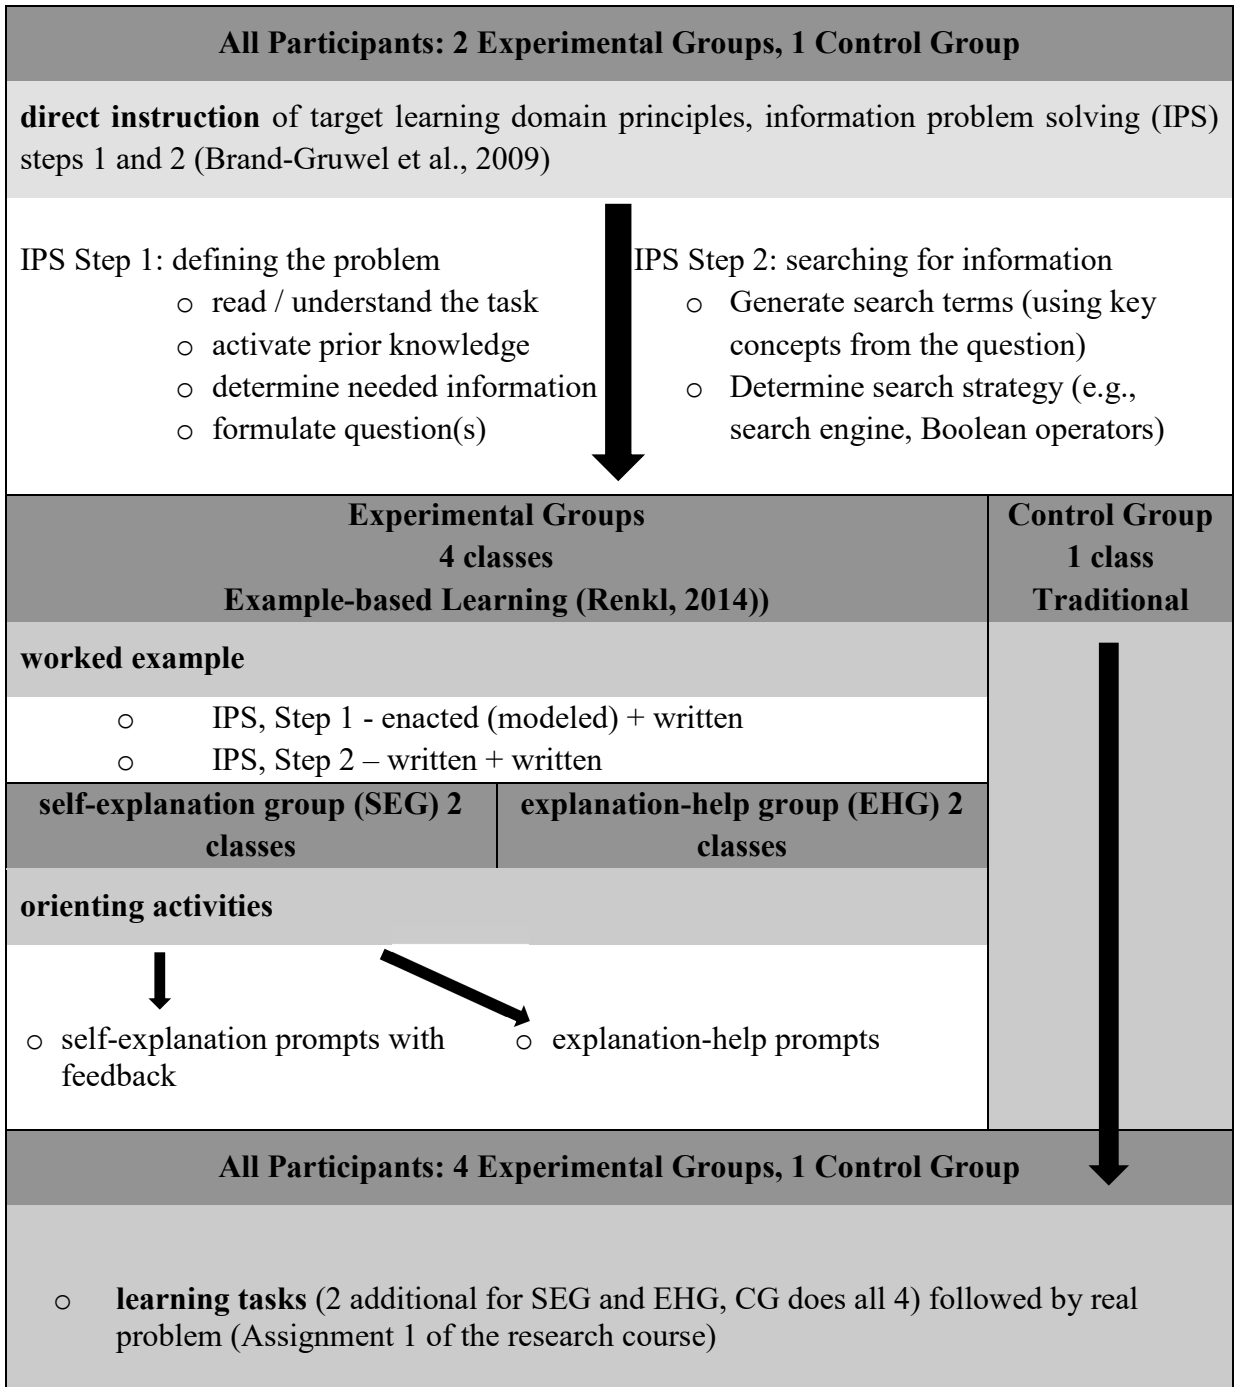 All Participants: 2 Experimental Groups, 1 Control Group
direct instruction of target learning domain principles, information problem solving (IPS)
steps 1 and 2 (Brand-Gruwel et al., 2009)
IPS Step 1: defining the problem
o read / understand the task
o activate prior knowledge
o determine needed information
o formulate question(s)
IPS Step 2: searching for information
o Generate search terms (using key
concepts from the question)
o Determine search strategy (e.g.,
search engine, Boolean operators)
Experimental Groups
4 classes
Example-based Learning (Renkl, 2014))
Control Group
1 class
Traditional
worked example
o IPS, Step 1 - enacted (modeled) + written
o IPS, Step 2 – written + written
self-explanation group (SEG) 2
classes
explanation-help group (EHG) 2
classes
orienting activities
o self-explanation prompts with
feedback
o explanation-help prompts
All Participants: 4 Experimental Groups, 1 Control Group
o learning tasks (2 additional for SEG and EHG, CG does all 4) followed by real
problem (Assignment 1 of the research course)